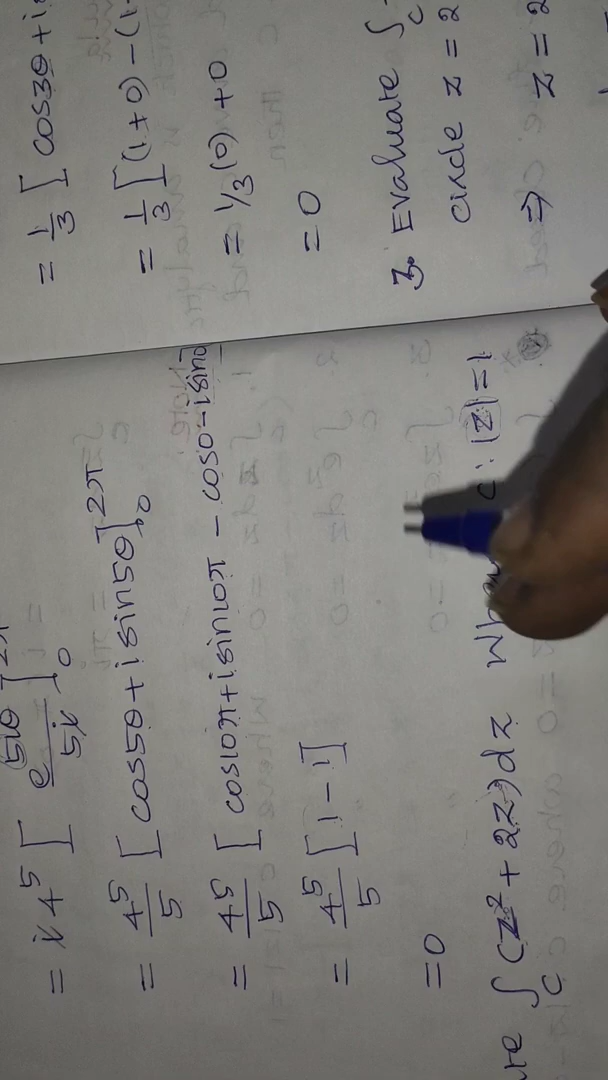 = i 4^5 [ e^{5iθ} / 5i ]_0^{2π}
= 4^5/5 [ cos5θ + i sin5θ ]_0^{2π}
= 4^5/5 [ cos10π + i sin10π - cos0 - i sin0 ]
= 4^5/5 [ 1 - 1 ]
= 0
∫_C (z^2 + 2z) dz c : |z| = 1
= 1/3 [ cos3θ + i
= 1/3 [ (1+0) - (1
= 1/3 (0) + 0
= 0
3. Evaluate ∫_C
circle z = 2
⇒ z = 2